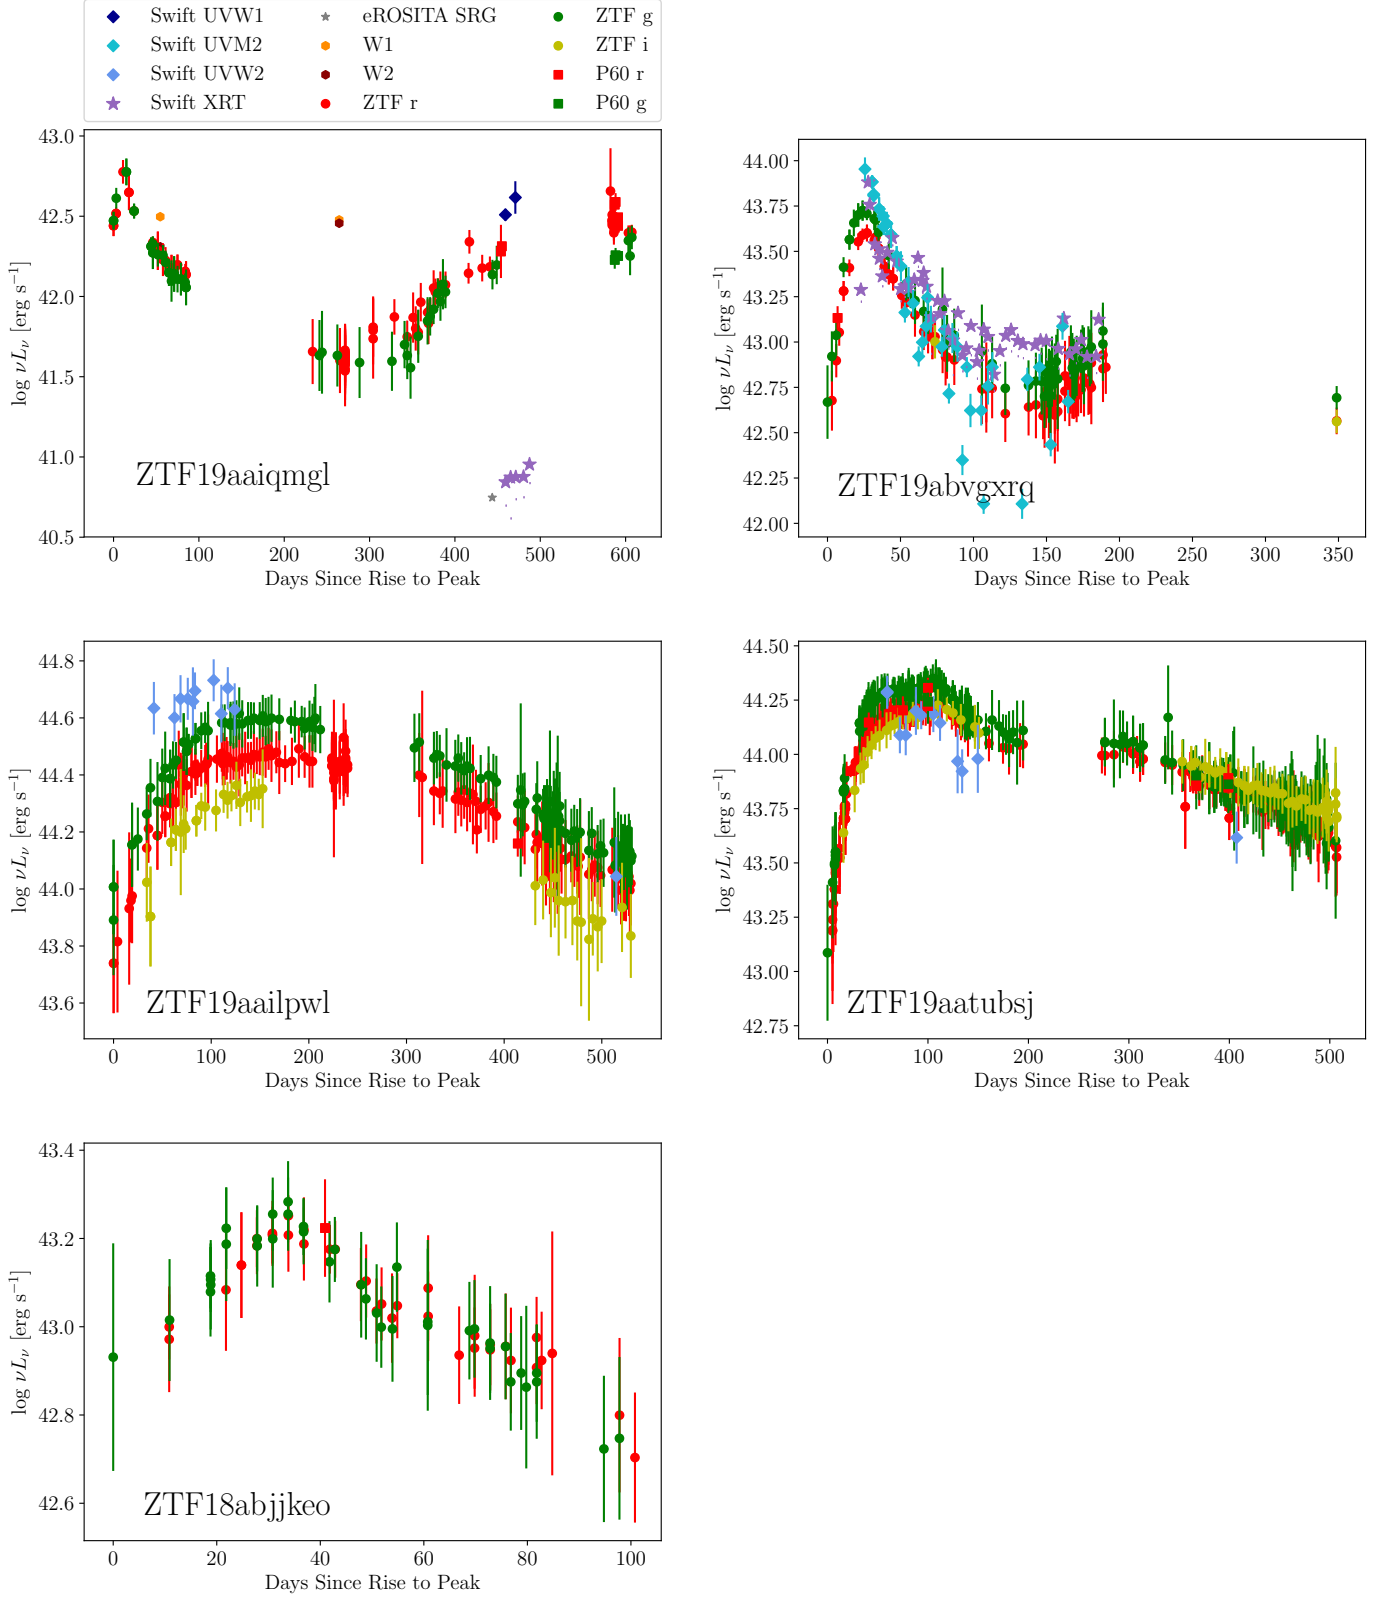 Swift UVW1
Swift UVM2
Swift UVW2
Swift XRT
eROSITA SRG
W1
W2
ZTF r
ZTF g
ZTF i
P60 r
P60 g
43.0
42.5
42.0
41.5
41.0
40.5
log νLν [erg s⁻¹]
ZTF19aaiqmgl
0 100 200 300 400 500 600
Days Since Rise to Peak
44.00
43.75
43.50
43.25
43.00
42.75
42.50
42.25
42.00
log νLν [erg s⁻¹]
ZTF19abvgxrq
0 50 100 150 200 250 300 350
Days Since Rise to Peak
44.8
44.6
44.4
44.2
44.0
43.8
43.6
log νLν [erg s⁻¹]
ZTF19aailpwl
0 100 200 300 400 500
Days Since Rise to Peak
44.50
44.25
44.00
43.75
43.50
43.25
43.00
42.75
log νLν [erg s⁻¹]
ZTF19aatubsj
0 100 200 300 400 500
Days Since Rise to Peak
43.4
43.2
43.0
42.8
42.6
log νLν [erg s⁻¹]
ZTF18abjjkeo
0 20 40 60 80 100
Days Since Rise to Peak